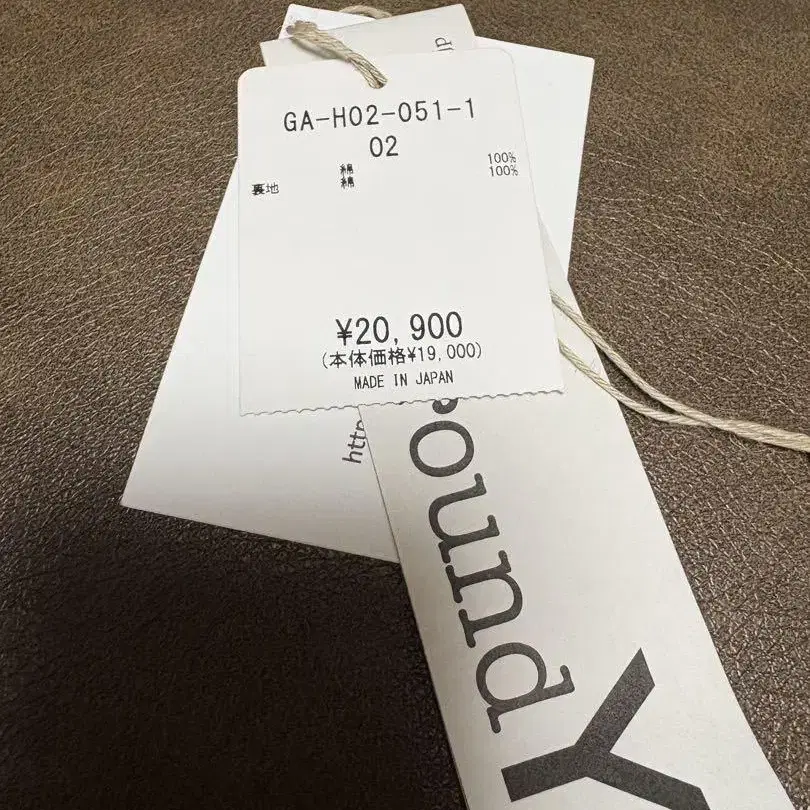 GA-H02-051-1
02
綿 100%
裏地 綿 100%
¥20,900
(本体価格¥19,000)
MADE IN JAPAN
http
ound
Y